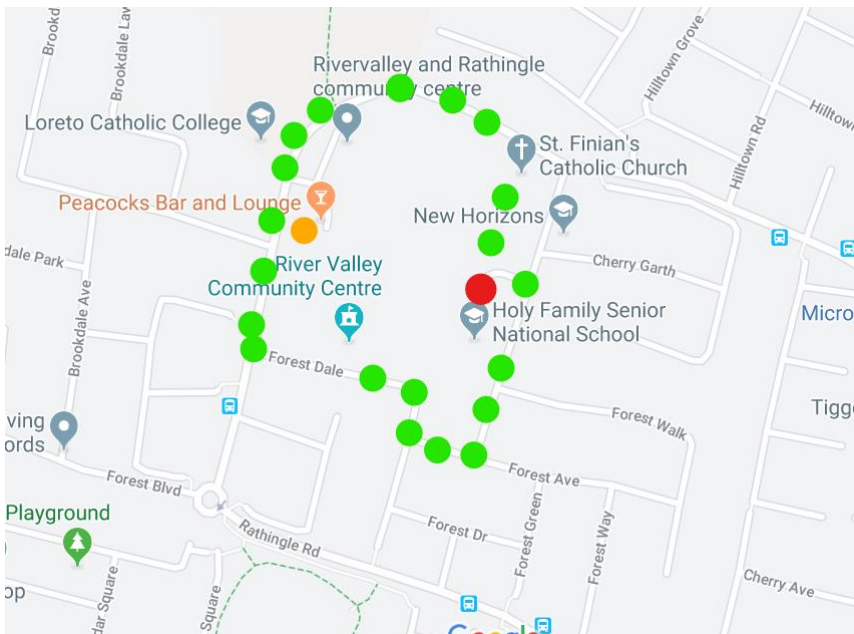 Brookdale Law
Hilltown Grove
Rivervalley and Rathingle
community centre
Loreto Catholic College
Hilltown Rd
St. Finian's
Catholic Church
Peacocks Bar and Lounge
New Horizons
dale Park
River Valley
Community Centre
Cherry Garth
Brookdale Ave
Holy Family Senior
National School
Micro
Forest Dale
Forest Walk
Tigg
ving
ords
Forest Blvd
Forest Ave
Playground
Rathingle Rd
Forest Dr
Forest Green
Forest Way
Cherry Ave
dar Square
Square
op
Google